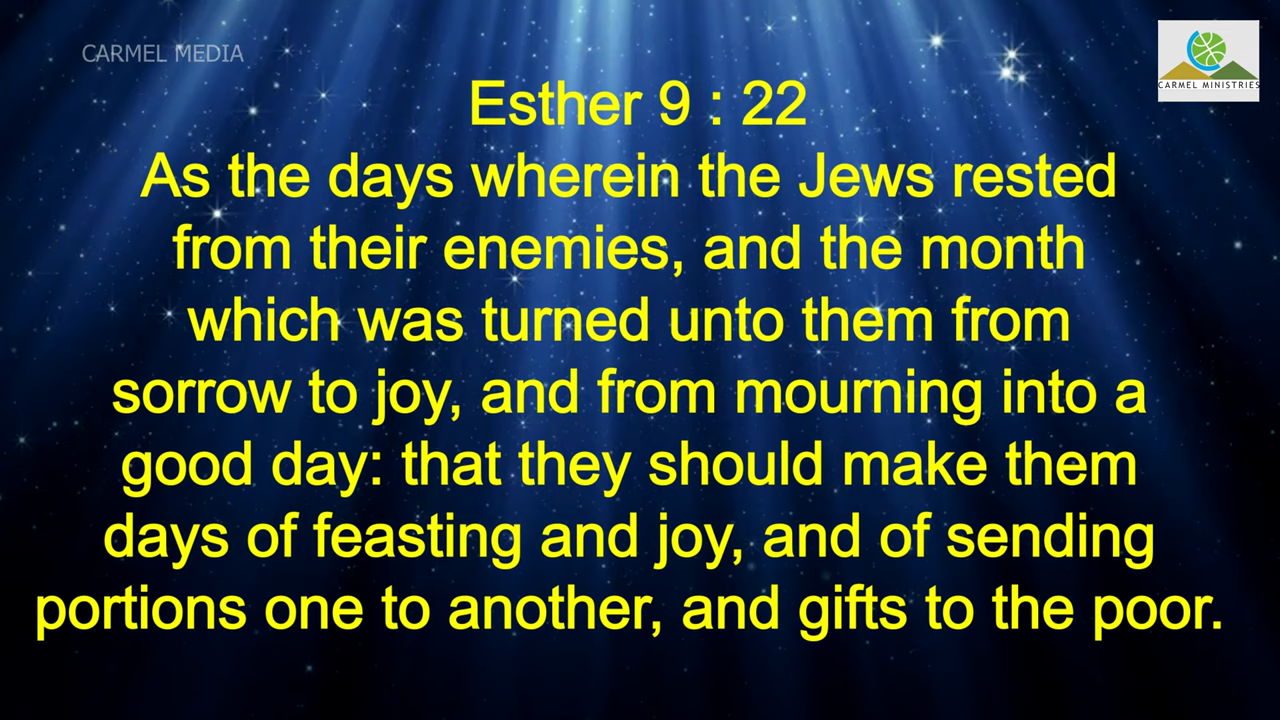 CARMEL MEDIA
CARMEL MINISTRIES
Esther 9 : 22
As the days wherein the Jews rested
from their enemies, and the month
which was turned unto them from
sorrow to joy, and from mourning into a
good day: that they should make them
days of feasting and joy, and of sending
portions one to another, and gifts to the poor.